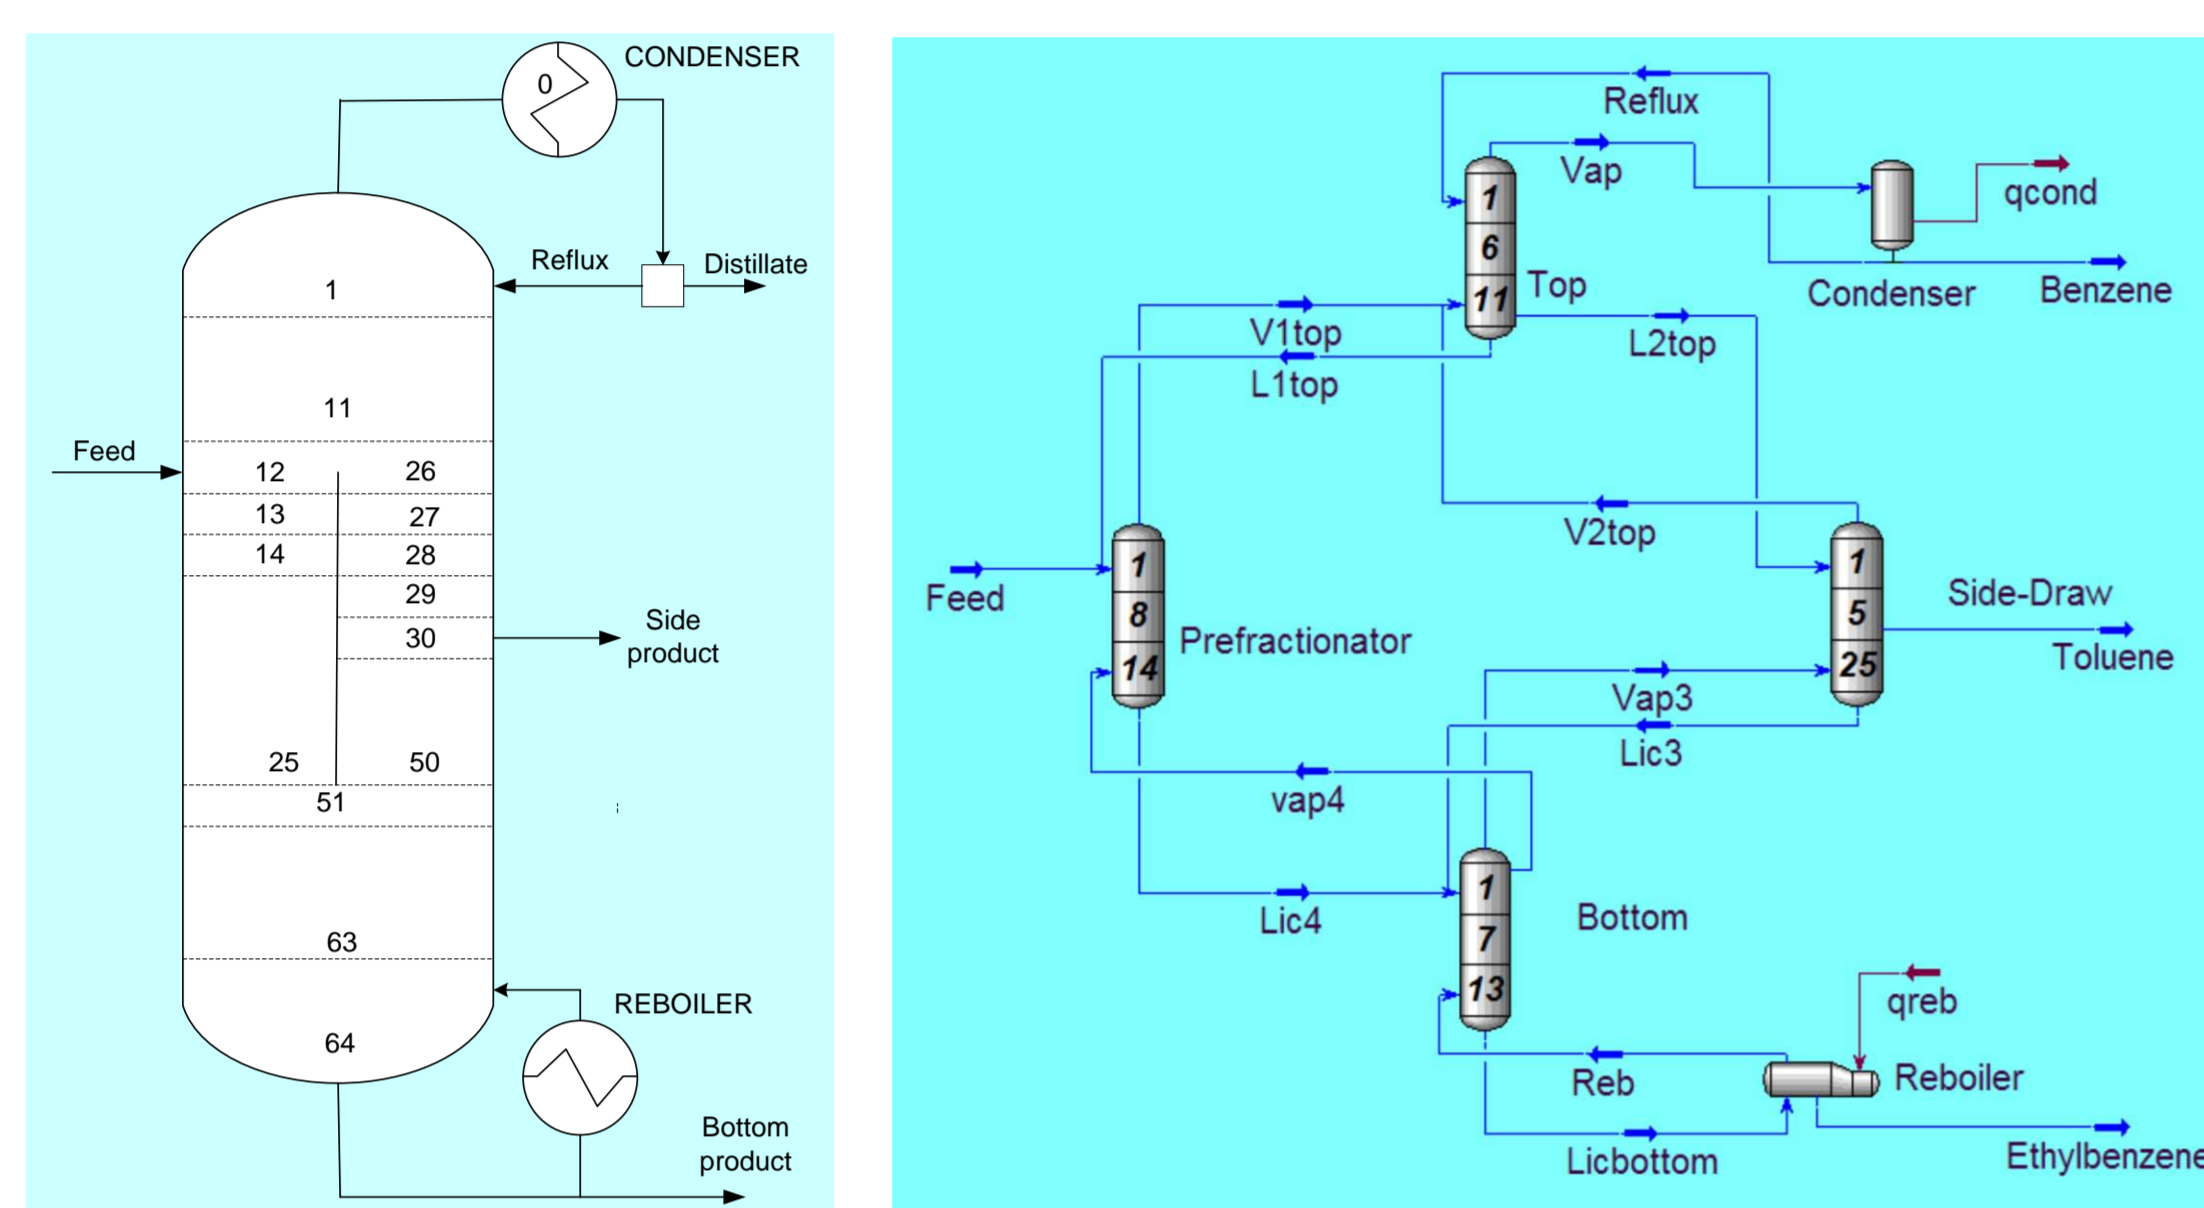 CONDENSER
0
Reflux
Distillate
1
11
Feed
12 26
13 27
14 28
29
30
Side
product
25 50
51
63
REBOILER
64
Bottom
product
Reflux
Vap
qcond
1
6
11
Top
Condenser
Benzene
V1top
L2top
L1top
V2top
Feed
1
8
14
Prefractionator
1
5
25
Side-Draw
Toluene
Vap3
Lic3
vap4
Lic4
1
7
13
Bottom
qreb
Reb
Reboiler
Licbottom
Ethylbenzene